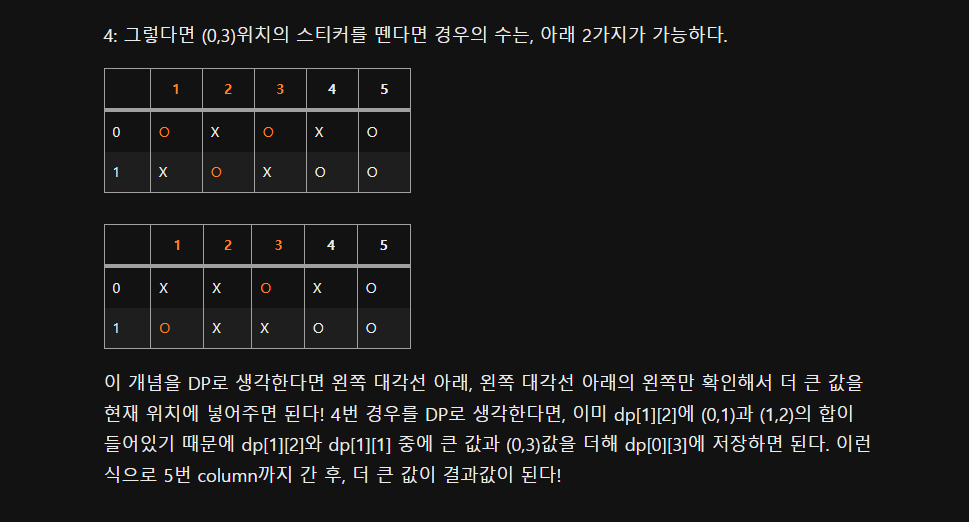 4: 그렇다면 (0,3)위치의 스티커를 뗀다면 경우의 수는, 아래 2가지가 가능하다.
1 2 3 4 5
0 O X O X O
1 X O X O O
1 2 3 4 5
0 X X O X O
1 O X X O O
이 개념을 DP로 생각한다면 왼쪽 대각선 아래, 왼쪽 대각선 아래의 왼쪽만 확인해서 더 큰 값을
현재 위치에 넣어주면 된다! 4번 경우를 DP로 생각한다면, 이미 dp[1][2]에 (0,1)과 (1,2)의 합이
들어있기 때문에 dp[1][2]와 dp[1][1] 중에 큰 값과 (0,3)값을 더해 dp[0][3]에 저장하면 된다. 이런
식으로 5번 column까지 간 후, 더 큰 값이 결과값이 된다!